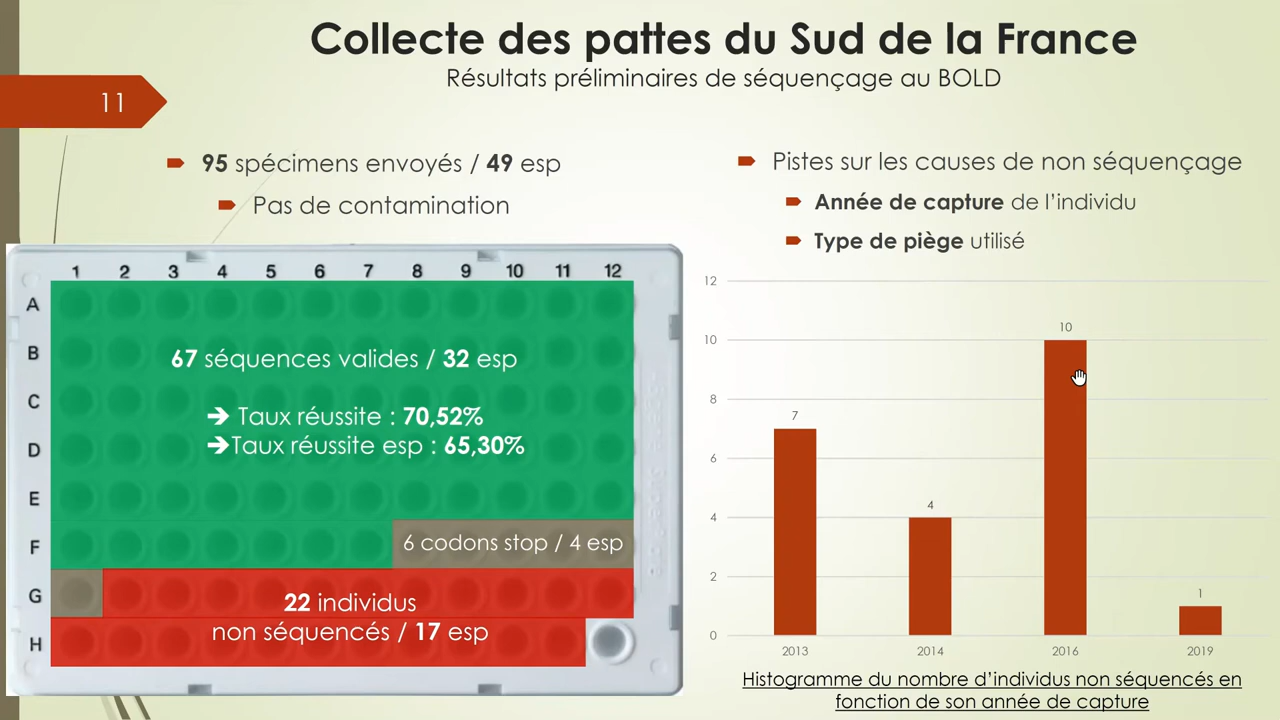 Collecte des pattes du Sud de la France
Résultats préliminaires de séquençage au BOLD
11
95 spécimens envoyés / 49 esp
Pas de contamination
1 2 3 4 5 6 7 8 9 10 11 12
A
B
C
D
E
F
G
H
67 séquences valides / 32 esp
➔ Taux réussite : 70,52%
➔Taux réussite esp : 65,30%
6 codons stop / 4 esp
22 individus
non séquencés / 17 esp
Pistes sur les causes de non séquençage
Année de capture de l’individu
Type de piège utilisé
12
10
8
6
4
2
0
7
4
10
1
2013 2014 2016 2019
Histogramme du nombre d’individus non séquencés en
fonction de son année de capture